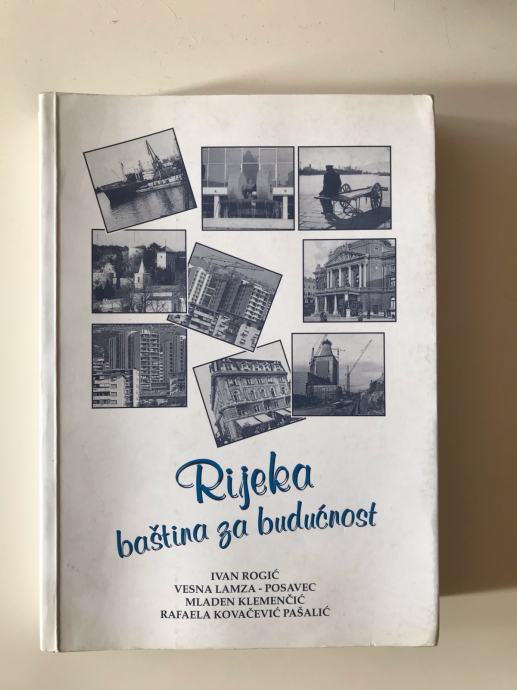 Rijeka
baština za budućnost
IVAN ROGIĆ
VESNA LAMZA - POSAVEC
MLADEN KLEMENČIĆ
RAFAELA KOVAČEVIĆ PAŠALIĆ